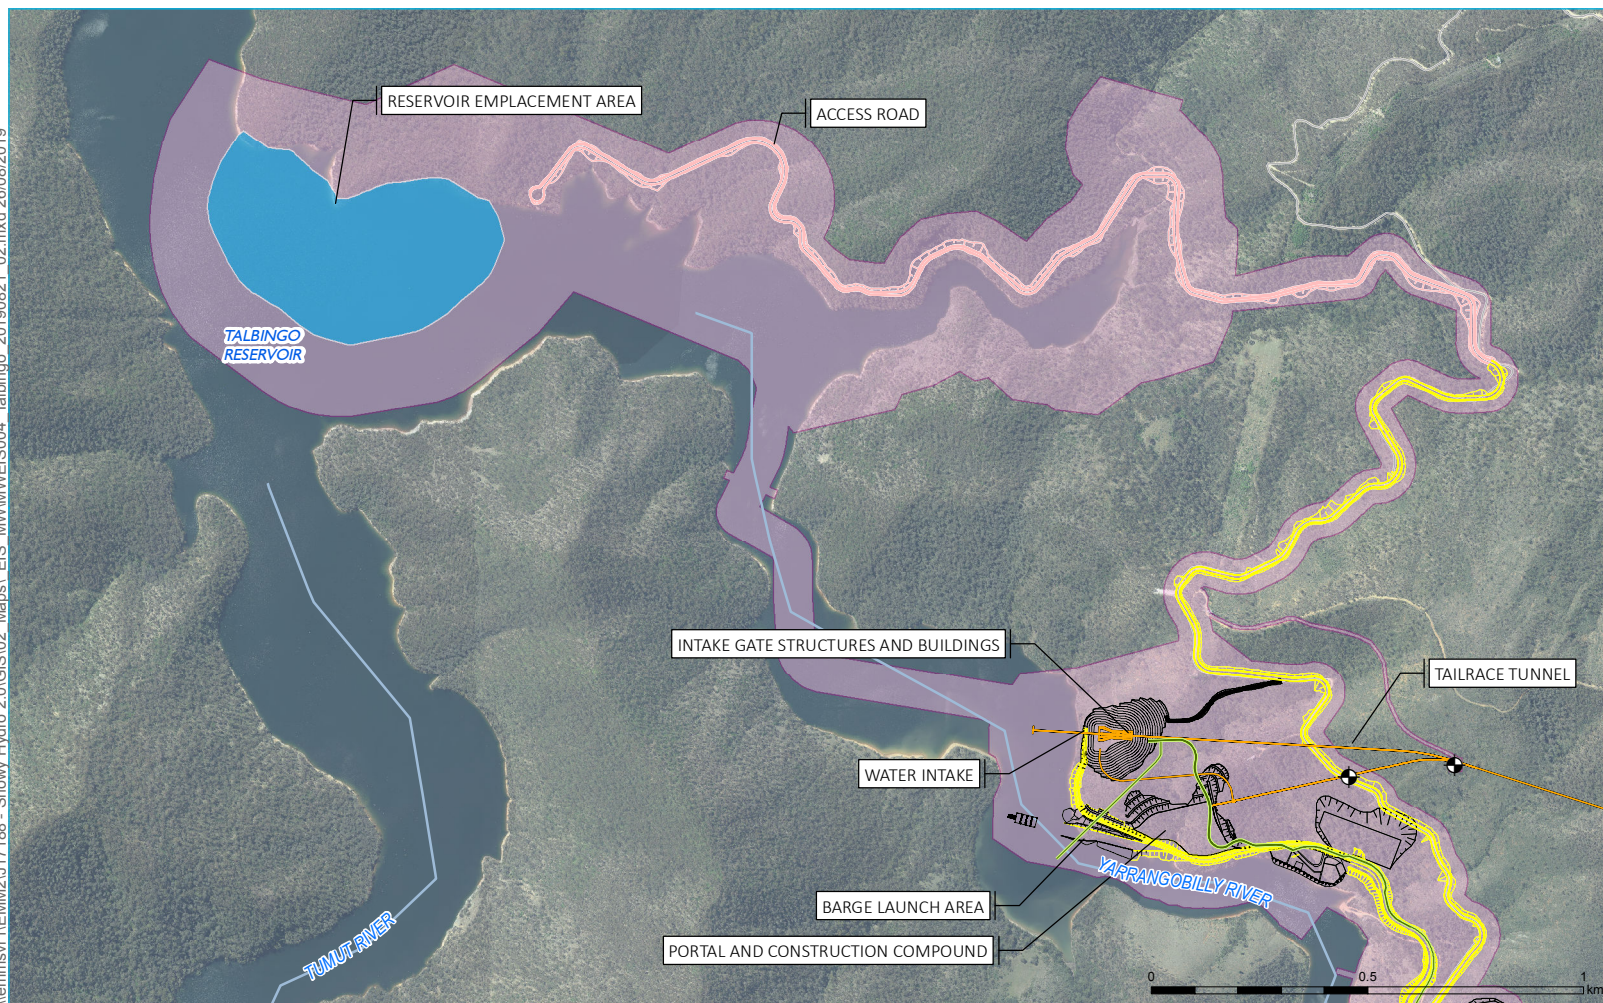 RESERVOIR EMPLACEMENT AREA
ACCESS ROAD
TALBINGO
RESERVOIR
INTAKE GATE STRUCTURES AND BUILDINGS
TAILRACE TUNNEL
WATER INTAKE
YARRANGOBILLY RIVER
BARGE LAUNCH AREA
TUMUT RIVER
PORTAL AND CONSTRUCTION COMPOUND
0 0.5 1
km